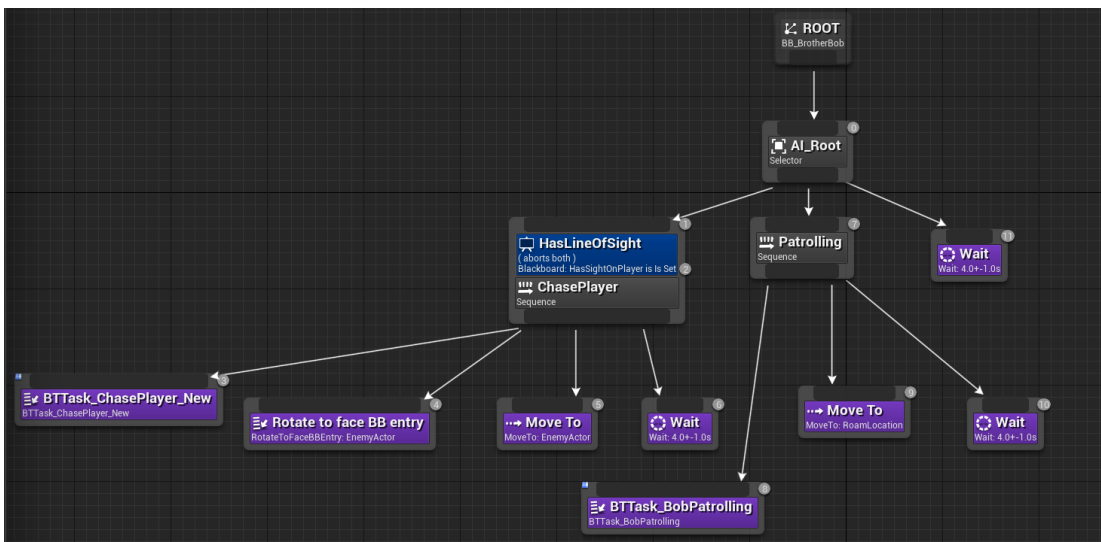 ROOT
BB_BrotherBob
0
AI_Root
Selector
1
HasLineOfSight
( aborts both )
Blackboard: HasSightOnPlayer is Is Set
2
ChasePlayer
Sequence
7
Patrolling
Sequence
11
Wait
Wait: 4.0+-1.0s
3
BTTask_ChasePlayer_New
BTTask_ChasePlayer_New
4
Rotate to face BB entry
RotateToFaceBBEntry: EnemyActor
5
Move To
MoveTo: EnemyActor
6
Wait
Wait: 4.0+-1.0s
8
BTTask_BobPatrolling
BTTask_BobPatrolling
9
Move To
MoveTo: RoamLocation
10
Wait
Wait: 4.0+-1.0s